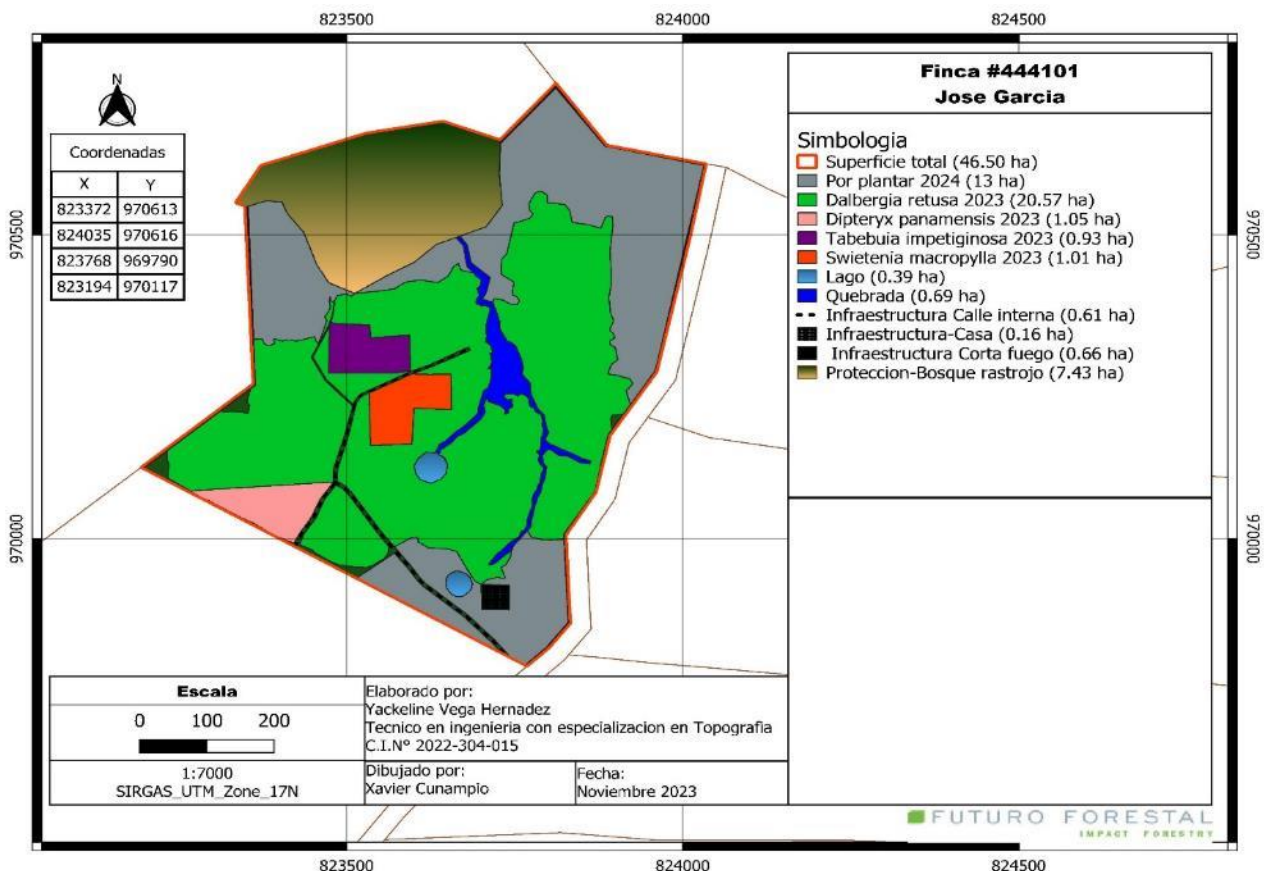 823500
824000
824500
N
Coordenadas
X Y
823372 970613
824035 970616
823768 969790
823194 970117
970500
970000
970500
970000
Finca #444101
Jose Garcia
Simbologia
Superficie total (46.50 ha)
Por plantar 2024 (13 ha)
Dalbergia retusa 2023 (20.57 ha)
Dipteryx panamensis 2023 (1.05 ha)
Tabebuia impetiginosa 2023 (0.93 ha)
Swietenia macropylla 2023 (1.01 ha)
Lago (0.39 ha)
Quebrada (0.69 ha)
Infraestructura Calle interna (0.61 ha)
Infraestructura-Casa (0.16 ha)
Infraestructura Corta fuego (0.66 ha)
Proteccion-Bosque rastrojo (7.43 ha)
Escala
0 100 200
1:7000
SIRGAS_UTM_Zone_17N
Elaborado por:
Yackeline Vega Hernadez
Tecnico en ingenieria con especializacion en Topografia
C.I.Nº 2022-304-015
Dibujado por:
Xavier Cunampio
Fecha:
Noviembre 2023
FUTURO FORESTAL
IMPACT FORESTRY
823500
824000
824500